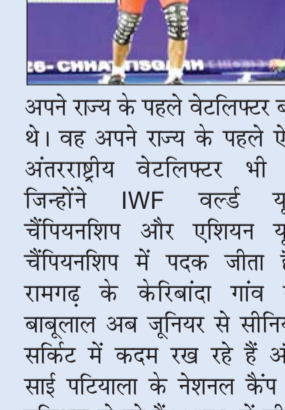 26- CHHATTISGARH
अपने राज्य के पहले वेटलिफ्टर
थे। वह अपने राज्य के पहले
अंतरराष्ट्रीय वेटलिफ्टर भी
जिन्होंने IWF वर्ल्ड
चैंपियनशिप और एशियन
चैंपियनशिप में पदक जीता
रामगढ़ के केरिबांदा गांव
बाबूलाल अब जूनियर से
सर्किट में कदम रख रहे हैं
साई पटियाला के नेशनल कैंप